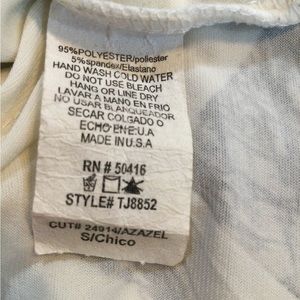 95%POLYESTER/poliester
5%spandex/Elastano
HAND WASH COLD WATER
DO NOT USE BLEACH
HANG OR LINE DRY
LAVAR A MANO EN FRIO
NO USAR BLANQUEADOR
SECAR COLGADO O
ECHO EN E.U.A
MADE IN U.S.A
RN # 50416
STYLE# TJ8852
CUT# 24914/AZAZEL
S/Chico